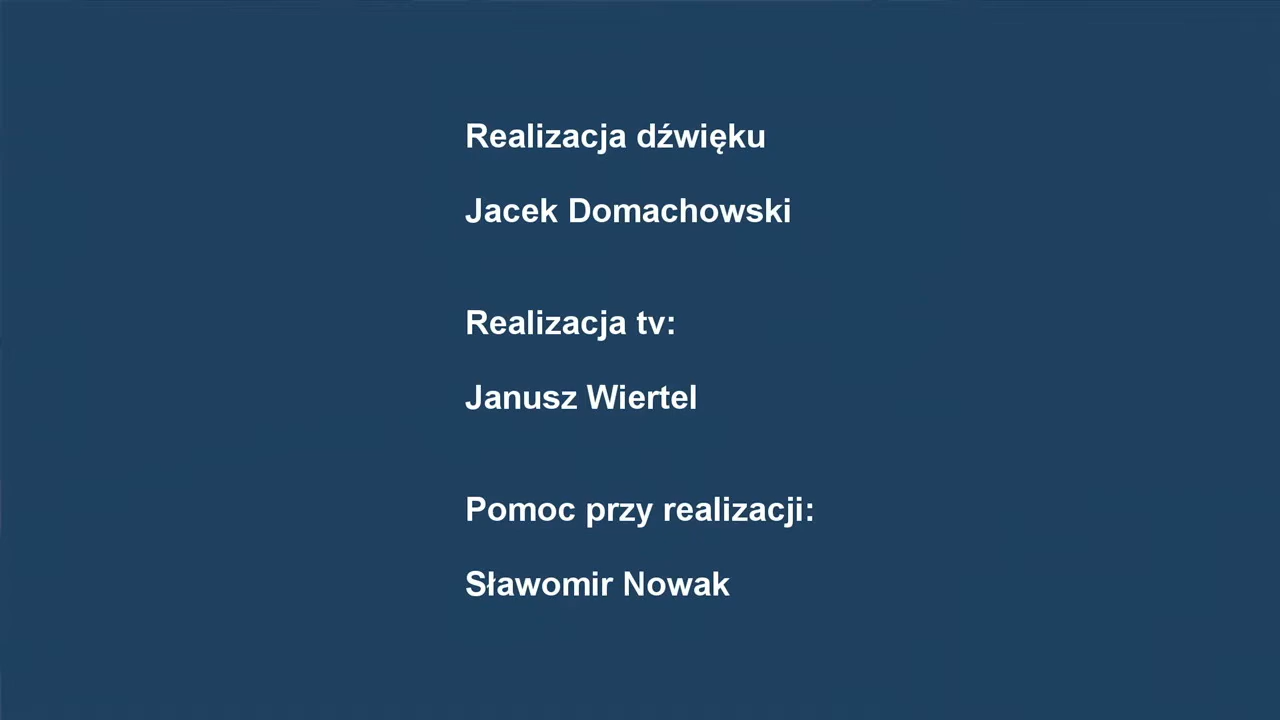 Realizacja dźwięku
Jacek Domachowski
Realizacja tv:
Janusz Wiertel
Pomoc przy realizacji:
Sławomir Nowak